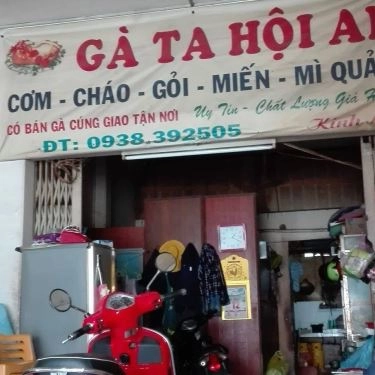 GÀ TA HỘI A
CƠM - CHÁO - GỎI - MIẾN - MÌ QUẢ
CÓ BÁN GÀ CÚNG GIAO TẬN NƠI
Uy Tín - Chất Lượng Giá H
ĐT: 0938.392505
Kính